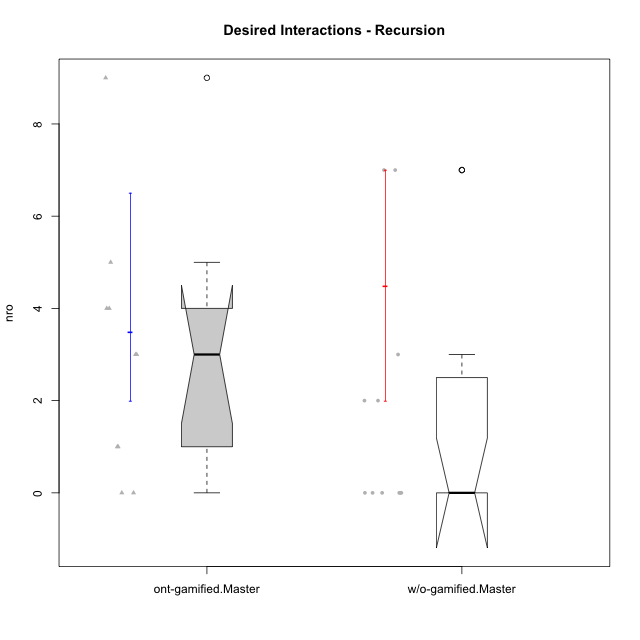 Desired Interactions - Recursion
8
6
4
2
0
nro
ont-gamified.Master
w/o-gamified.Master